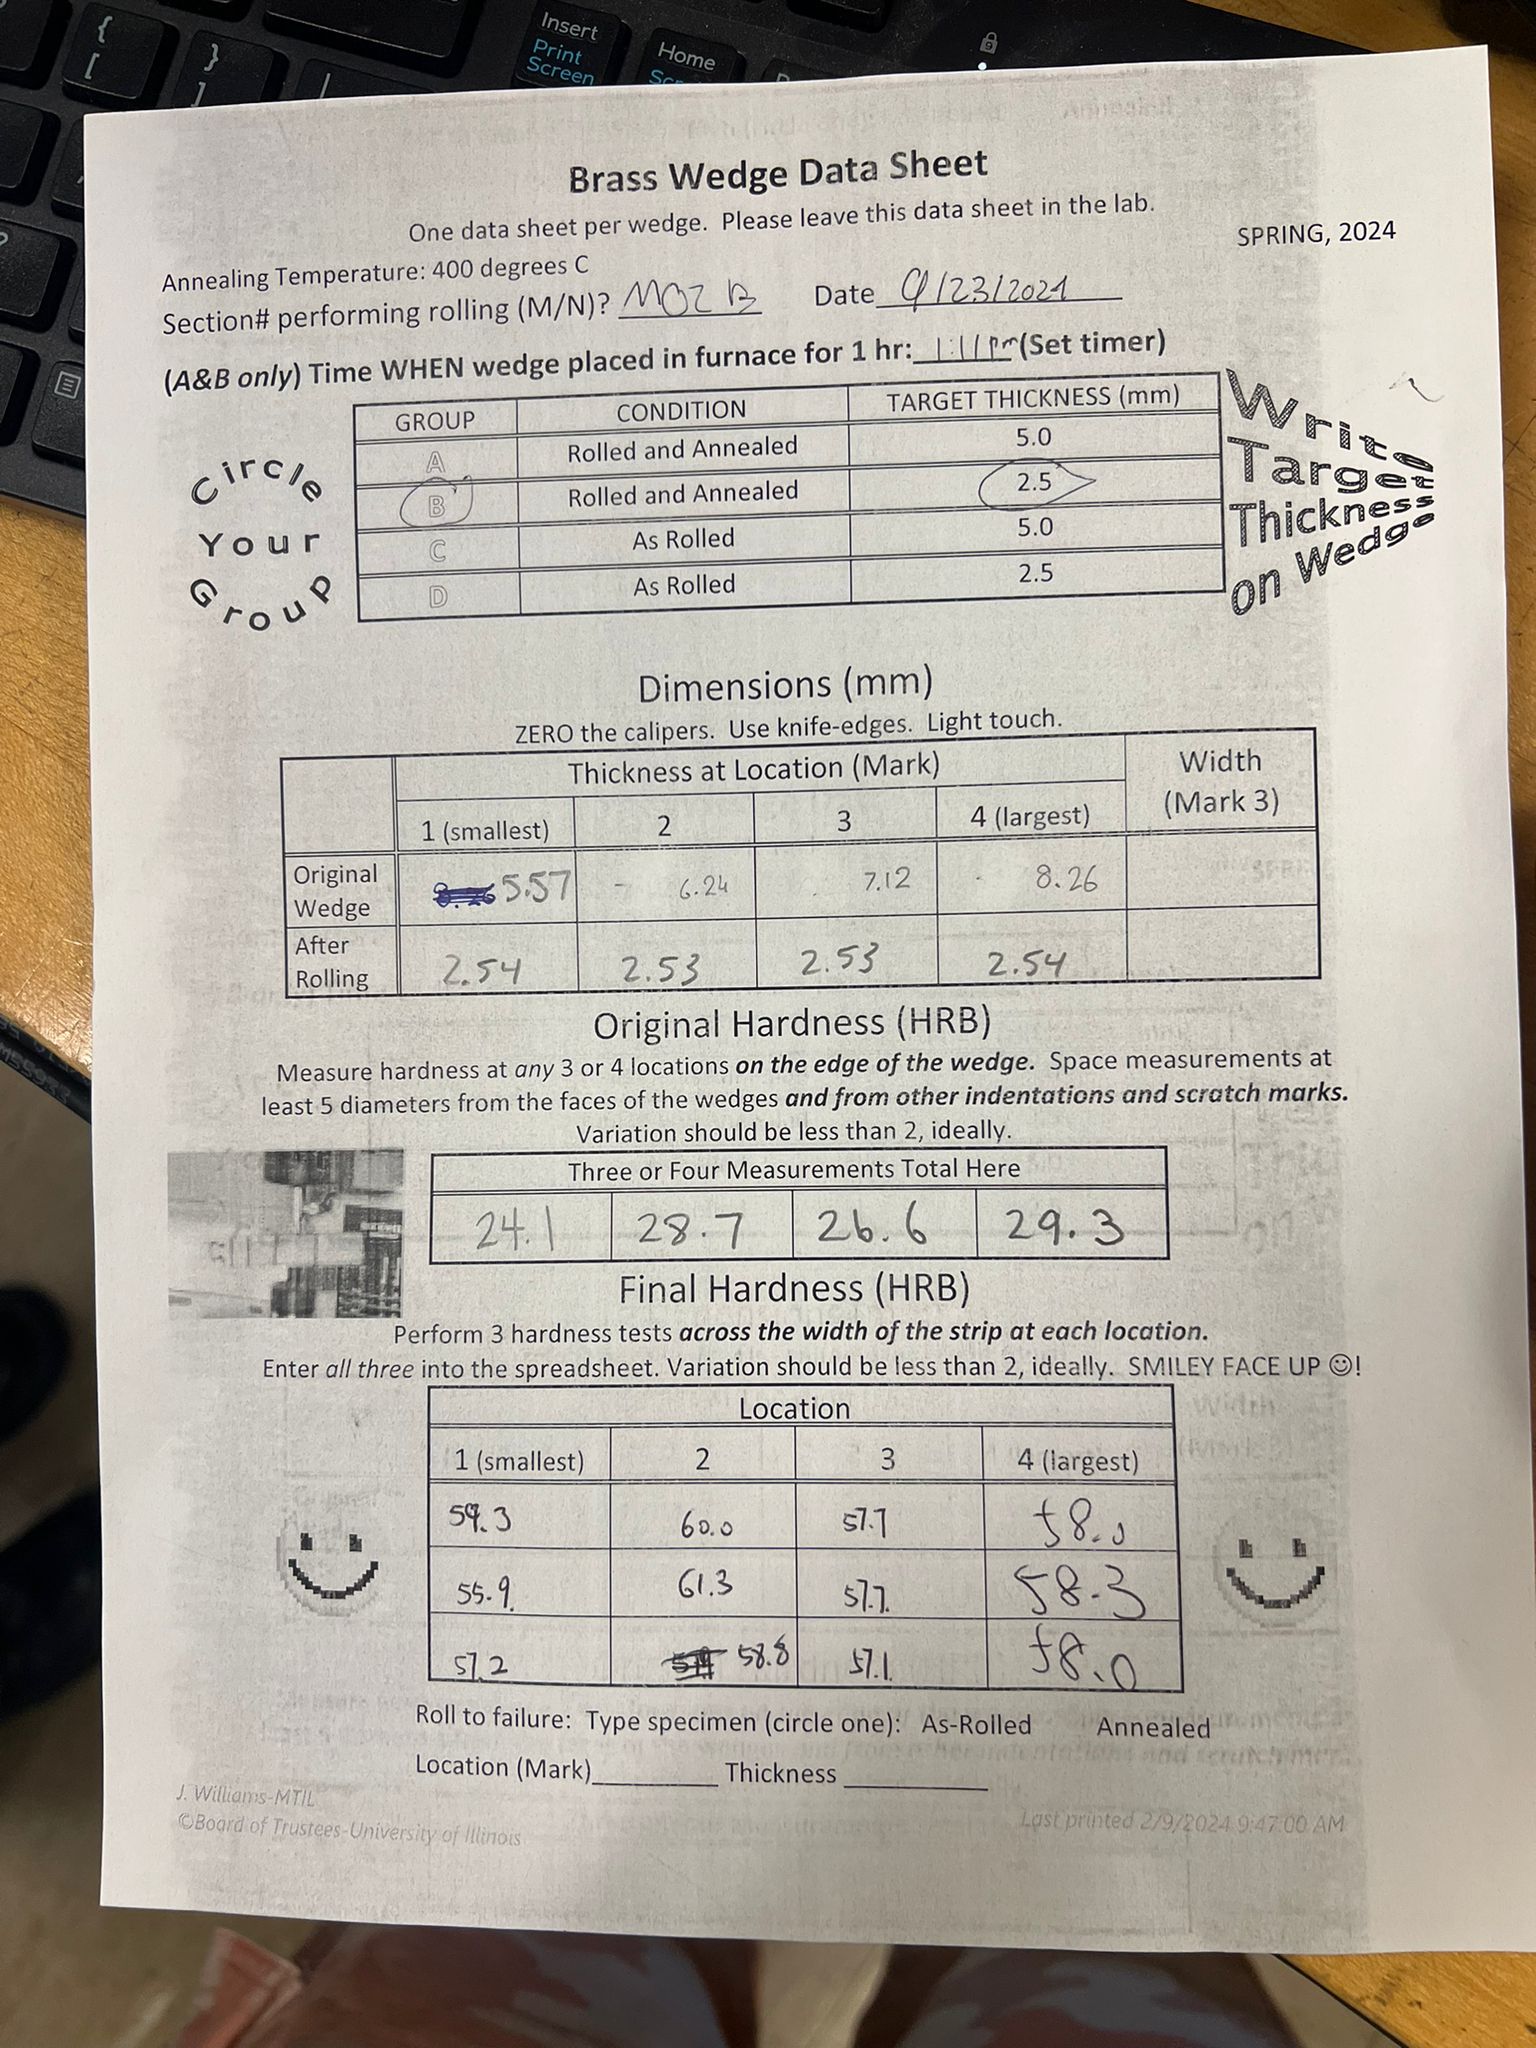 {
[
}
]
Insert
Print
Screen
Home
9
?
Brass Wedge Data Sheet
One data sheet per wedge. Please leave this data sheet in the lab.
SPRING, 2024
Annealing Temperature: 400 degrees C
Section# performing rolling (M/N)? MOZ B Date 9/23/2024
(A&B only) Time WHEN wedge placed in furnace for 1 hr: 1:11pm (Set timer)
Circle Your Group
GROUP CONDITION TARGET THICKNESS (mm)
A Rolled and Annealed 5.0
B Rolled and Annealed 2.5
C As Rolled 5.0
D As Rolled 2.5
Write Target Thickness on Wedge
Dimensions (mm)
ZERO the calipers. Use knife-edges. Light touch.
Thickness at Location (Mark) Width (Mark 3)
1 (smallest) 2 3 4 (largest)
Original Wedge 5.57 6.24 7.12 8.26
After Rolling 2.54 2.53 2.53 2.54
Original Hardness (HRB)
Measure hardness at any 3 or 4 locations on the edge of the wedge. Space measurements at
least 5 diameters from the faces of the wedges and from other indentations and scratch marks.
Variation should be less than 2, ideally.
Three or Four Measurements Total Here
24.1 28.7 26.6 29.3
Final Hardness (HRB)
Perform 3 hardness tests across the width of the strip at each location.
Enter all three into the spreadsheet. Variation should be less than 2, ideally. SMILEY FACE UP ☺!
Location
1 (smallest) 2 3 4 (largest)
59.3 60.0 57.7 58.0
55.9 61.3 57.7 58.3
57.2 58.8 57.1 58.0
Roll to failure: Type specimen (circle one): As-Rolled Annealed
Location (Mark) Thickness
J. Williams-MTIL
©Board of Trustees-University of Illinois
Last printed 2/9/2024 9:47:00 AM